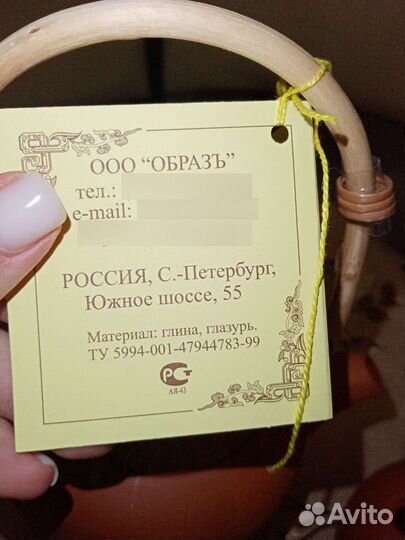 ООО “ОБРАЗЪ”
тел.:
e-mail:
РОССИЯ, С.-Петербург,
Южное шоссе, 55
Материал: глина, глазурь.
ТУ 5994-001-47944783-99
РСТ
АЯ-43
Avito